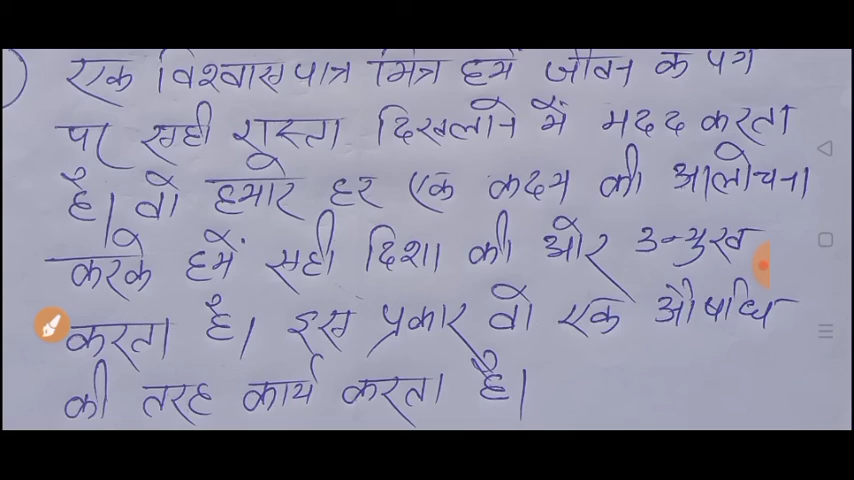 एक विश्वासपात्र मित्र हमें जीवन के पग
पर सही रास्ता दिखलाने में मदद करता
है। वो हमारे हर एक कदम की आलोचना
करके हमें सही दिशा की ओर उन्मुख
करता है। इस प्रकार वो एक औषधि
की तरह कार्य करता है।